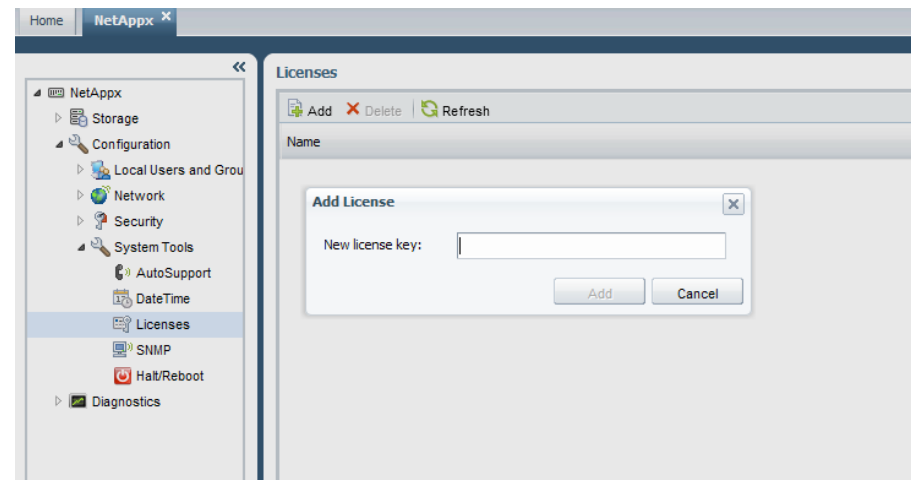 Home
NetAppx
NetAppx
Storage
Configuration
Local Users and Grou
Network
Security
System Tools
AutoSupport
DateTime
Licenses
SNMP
Halt/Reboot
Diagnostics
Licenses
Add Delete Refresh
Name
Add License
New license key:
Add Cancel